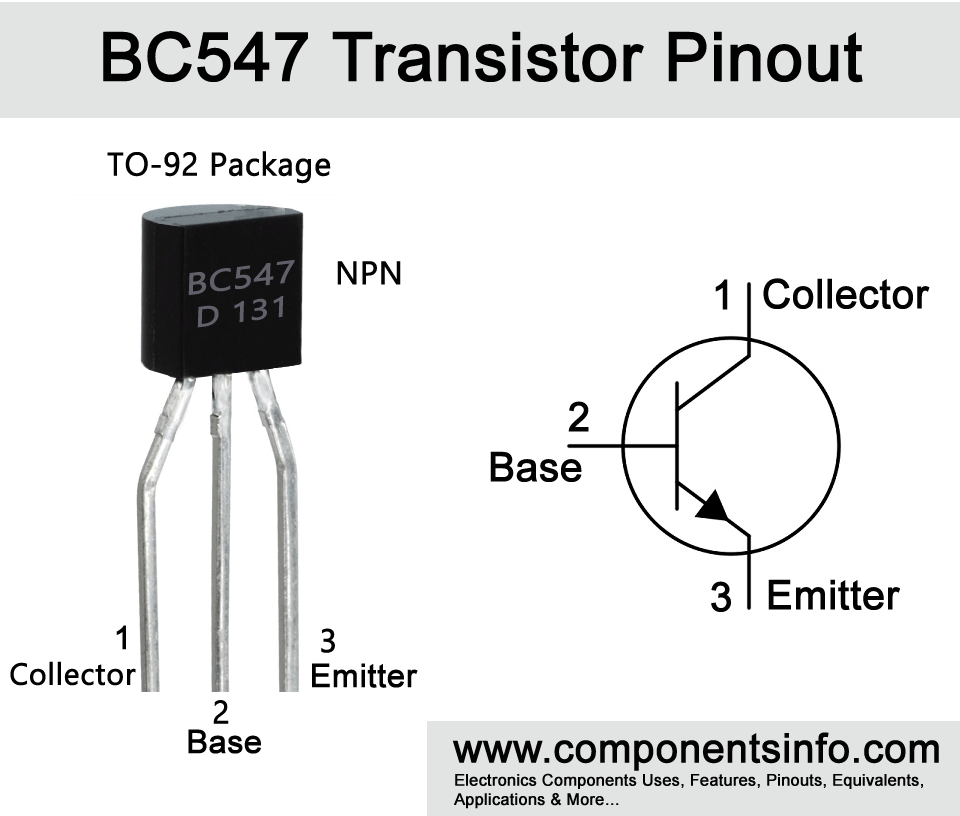 BC547 Transistor Pinout
TO-92 Package
BC547
D 131
NPN
1
Collector
2
Base
3
Emitter
1 Collector
2
Base
3 Emitter
www.componentsinfo.com
Electronics Components Uses, Features, Pinouts, Equivalents,
Applications & More...